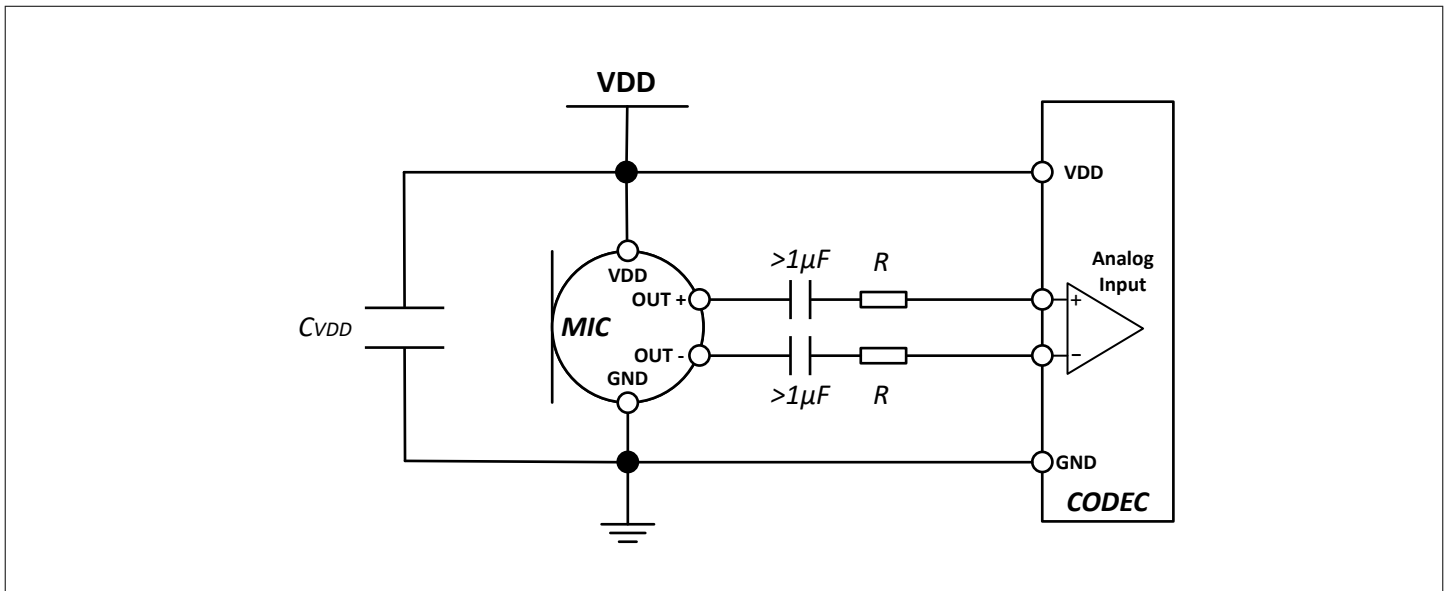 VDD
VDD
>1μF
R
Analog
Input
VDD
OUT +
+
CVDD
MIC
OUT -
−
GND
>1μF
R
GND
CODEC